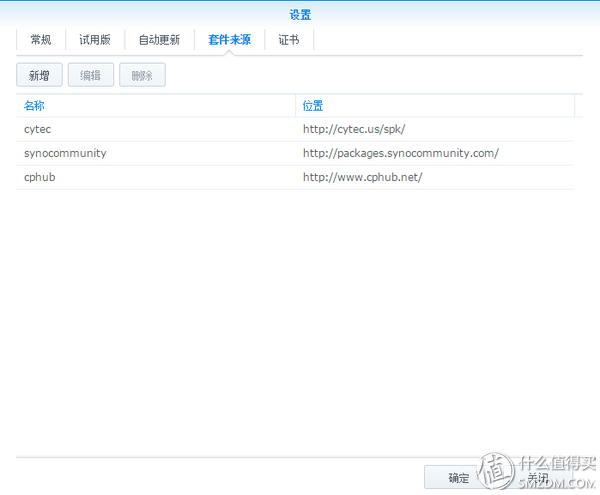 设置
常规 试用版 自动更新 套件来源 证书
新增 编辑 删除
名称 位置
cytec http://cytec.us/spk/
synocommunity http://packages.synocommunity.com/
cphub http://www.cphub.net/
确定 关闭
值 什么值得买
SMZDM.COM